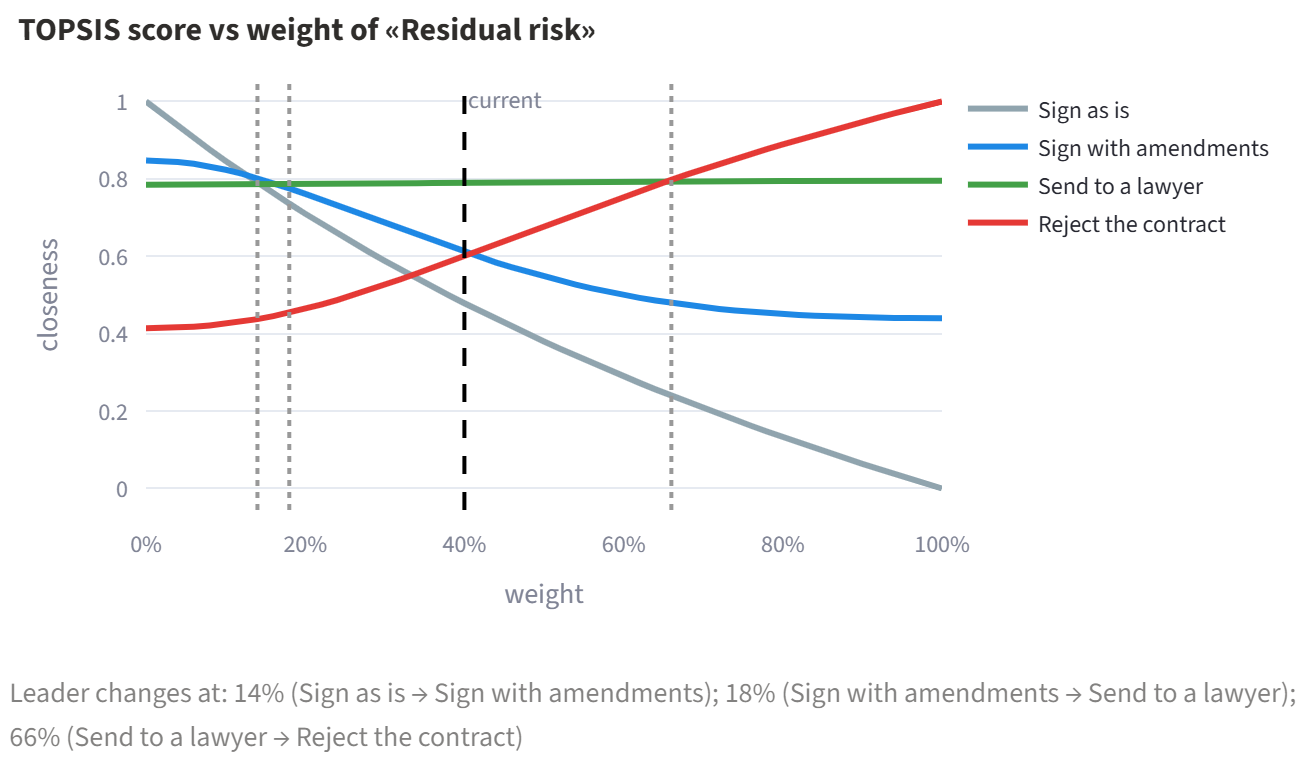 TOPSIS score vs weight of «Residual risk»
current
Sign as is
Sign with amendments
Send to a lawyer
Reject the contract
closeness
1
0.8
0.6
0.4
0.2
0
0% 20% 40% 60% 80% 100%
weight
Leader changes at: 14% (Sign as is → Sign with amendments); 18% (Sign with amendments → Send to a lawyer);
66% (Send to a lawyer → Reject the contract)